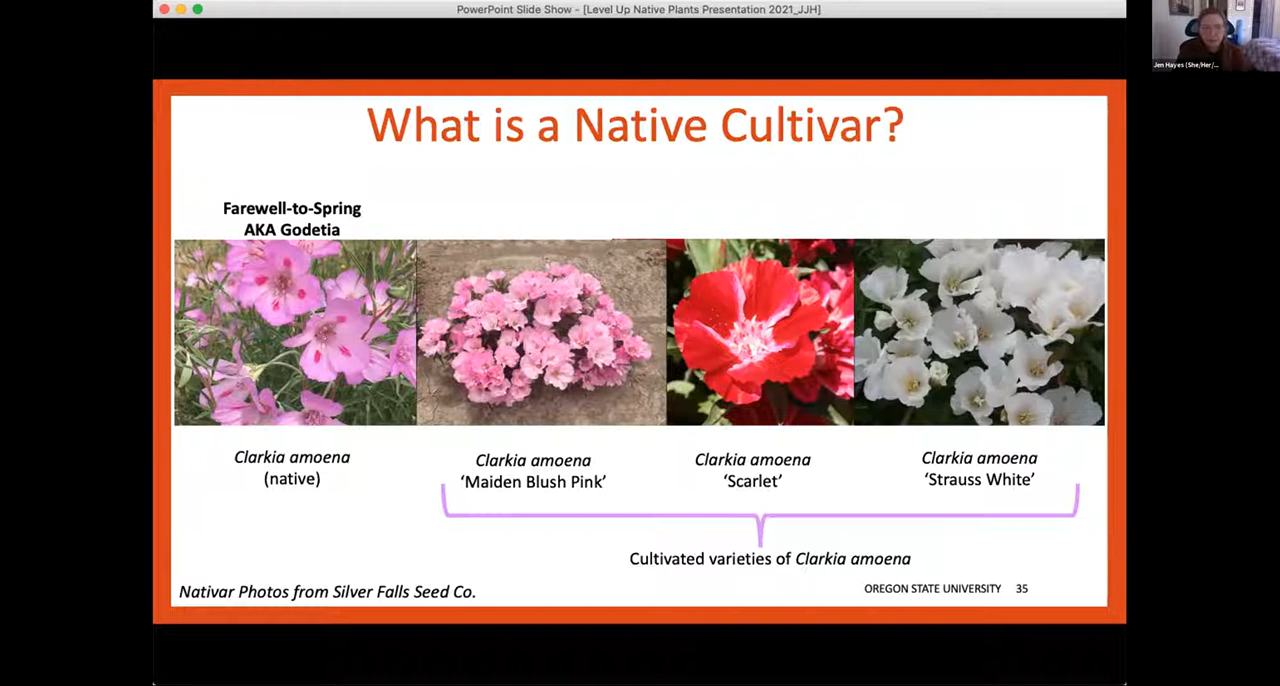 PowerPoint Slide Show - [Level Up Native Plants Presentation 2021_JJH]
Jen Hayes (She/Her/...
What is a Native Cultivar?
Farewell-to-Spring
AKA Godetia
Clarkia amoena
(native)
Clarkia amoena
‘Maiden Blush Pink’
Clarkia amoena
‘Scarlet’
Clarkia amoena
‘Strauss White’
Cultivated varieties of Clarkia amoena
Nativar Photos from Silver Falls Seed Co.
OREGON STATE UNIVERSITY 35